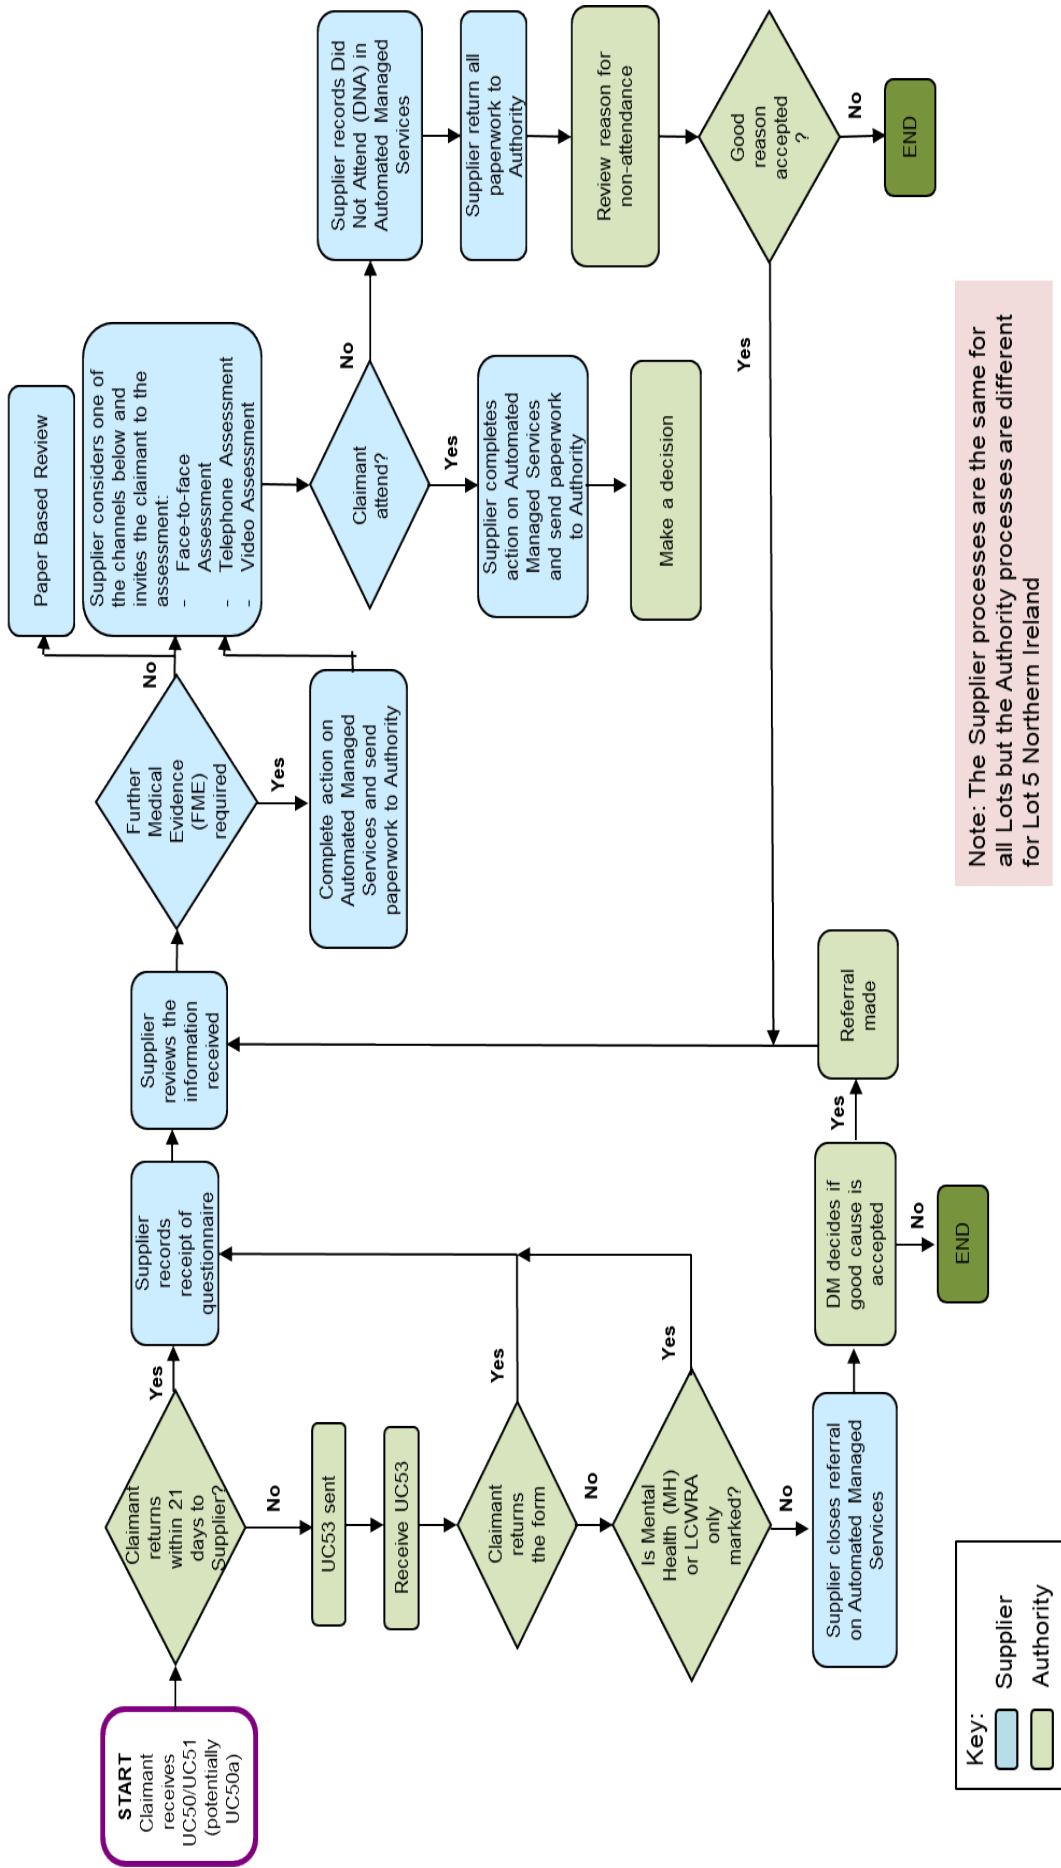 START
Claimant
receives
UC50/UC51
(potentially
UC50a)
Claimant
returns
within 21
days to
Supplier?
Yes
No
Supplier
records
receipt of
questionnaire
Supplier
reviews the
information
received
Further
Medical
Evidence
(FME)
required
No
Yes
Paper Based Review
Supplier considers one of
the channels below and
invites the claimant to the
assessment:
- Face-to-face
Assessment
- Telephone Assessment
- Video Assessment
Complete action on
Automated Managed
Services and send
paperwork to Authority
Claimant
attend?
No
Yes
Supplier records Did
Not Attend (DNA) in
Automated Managed
Services
Supplier return all
paperwork to
Authority
Review reason for
non-attendance
Good
reason
accepted
?
No
END
Yes
Supplier completes
action on Automated
Managed Services
and send paperwork
to Authority
Make a decision
UC53 sent
Receive UC53
Claimant
returns
the form
Yes
No
Is Mental
Health (MH)
or LCWRA
only
marked?
Yes
No
Supplier closes referral
on Automated Managed
Services
DM decides if
good cause is
accepted
Yes
No
Referral
made
END
Key:
Supplier
Authority
Note: The Supplier processes are the same for
all Lots but the Authority processes are different
for Lot 5 Northern Ireland